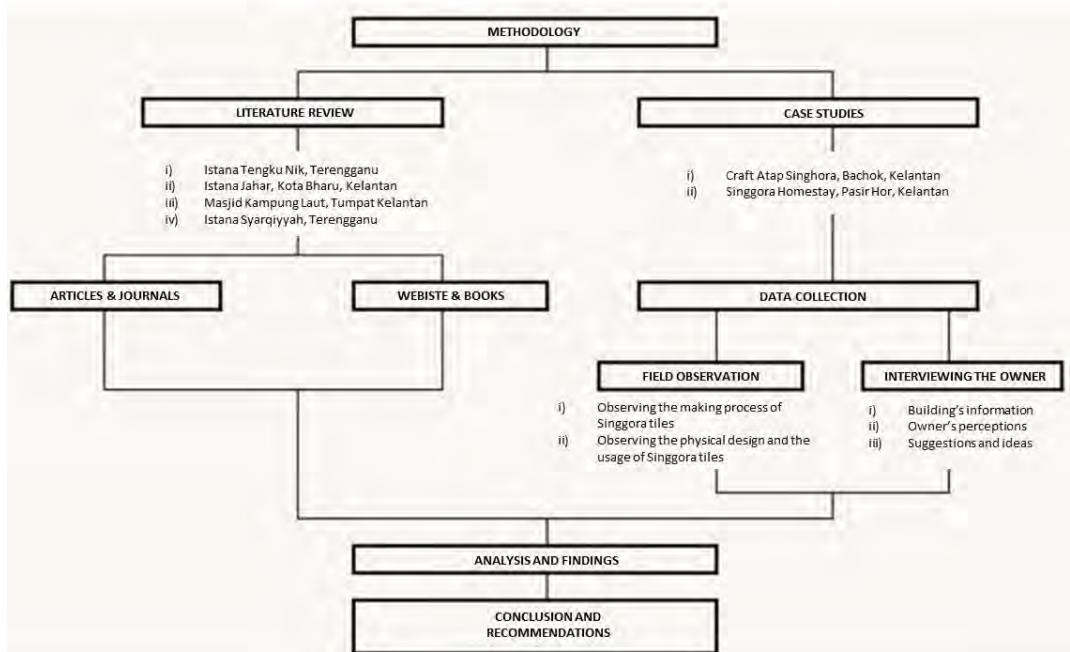 METHODOLOGY
LITERATURE REVIEW
i) Istana Tengku Nik, Terengganu
ii) Istana Jahar, Kota Bharu, Kelantan
iii) Masjid Kampung Laut, Tumpat Kelantan
iv) Istana Syarqiyyah, Terengganu
ARTICLES & JOURNALS
WEBISTE & BOOKS
CASE STUDIES
i) Craft Atap Singhora, Bachok, Kelantan
ii) Singgora Homestay, Pasir Hor, Kelantan
DATA COLLECTION
FIELD OBSERVATION
i) Observing the making process of
Singgora tiles
ii) Observing the physical design and the
usage of Singgora tiles
INTERVIEWING THE OWNER
i) Building's information
ii) Owner's perceptions
iii) Suggestions and ideas
ANALYSIS AND FINDINGS
CONCLUSION AND
RECOMMENDATIONS